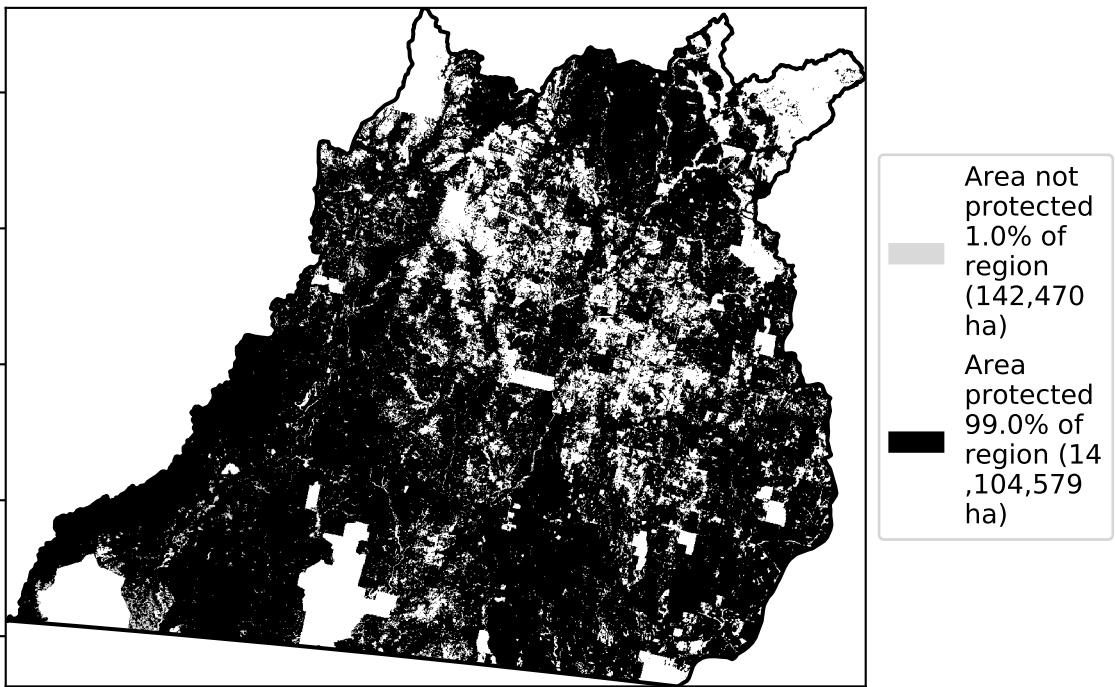 Area not
protected
1.0% of
region
(142,470
ha)
Area
protected
99.0% of
region (14
,104,579
ha)